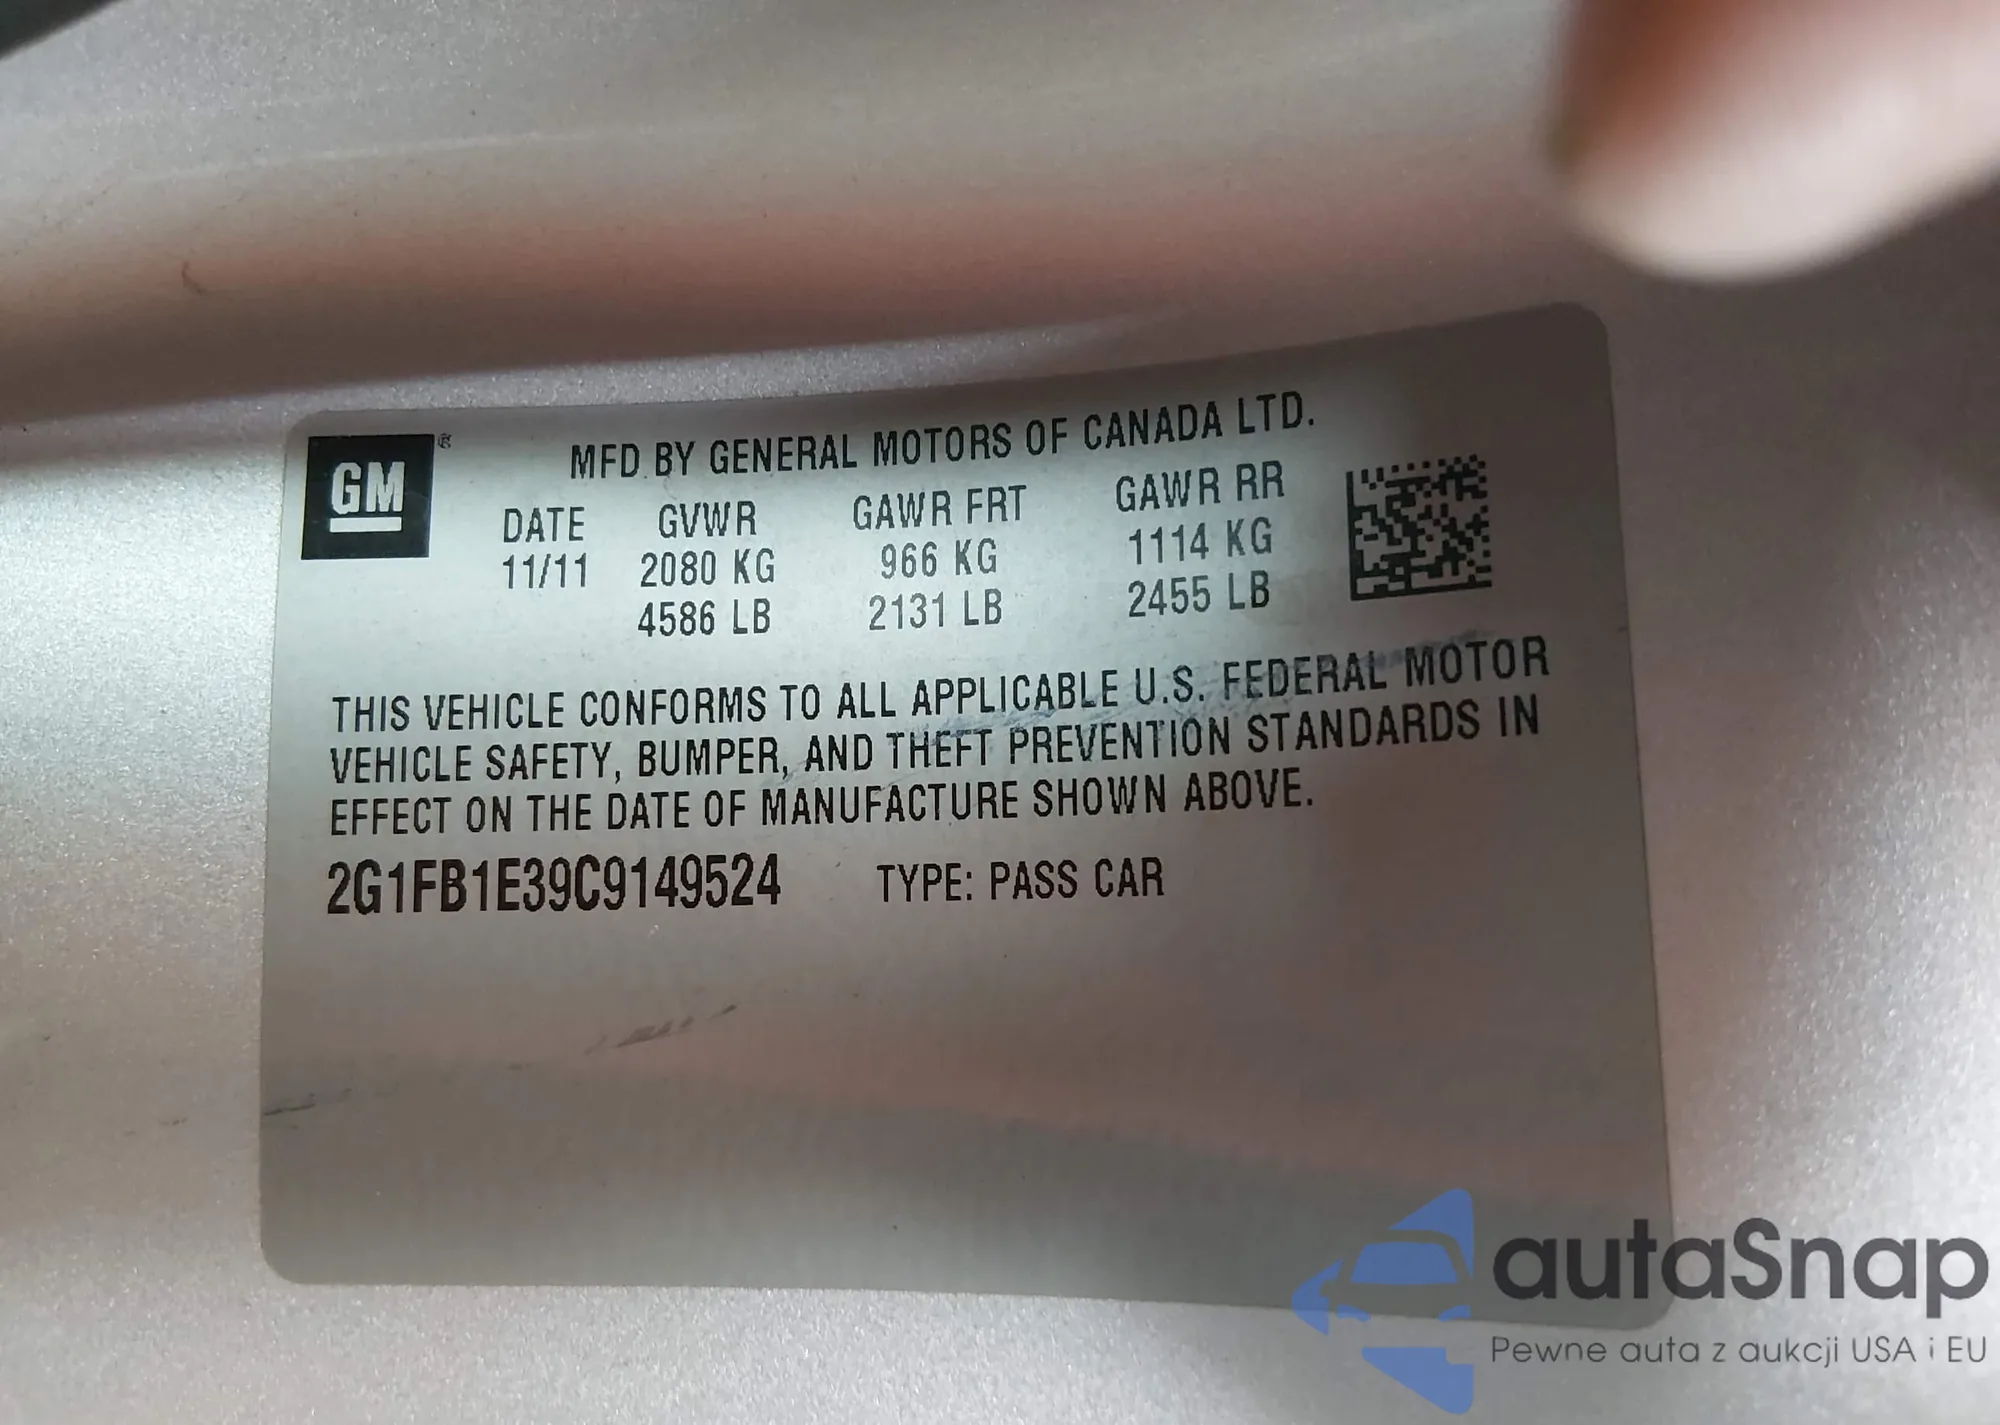 GM ®
MFD BY GENERAL MOTORS OF CANADA LTD.
DATE GVWR GAWR FRT GAWR RR
11/11 2080 KG 966 KG 1114 KG
4586 LB 2131 LB 2455 LB
THIS VEHICLE CONFORMS TO ALL APPLICABLE U.S. FEDERAL MOTOR
VEHICLE SAFETY, BUMPER, AND THEFT PREVENTION STANDARDS IN
EFFECT ON THE DATE OF MANUFACTURE SHOWN ABOVE.
2G1FB1E39C9149524 TYPE: PASS CAR
autaSnap
Pewne auta z aukcji USA i EU